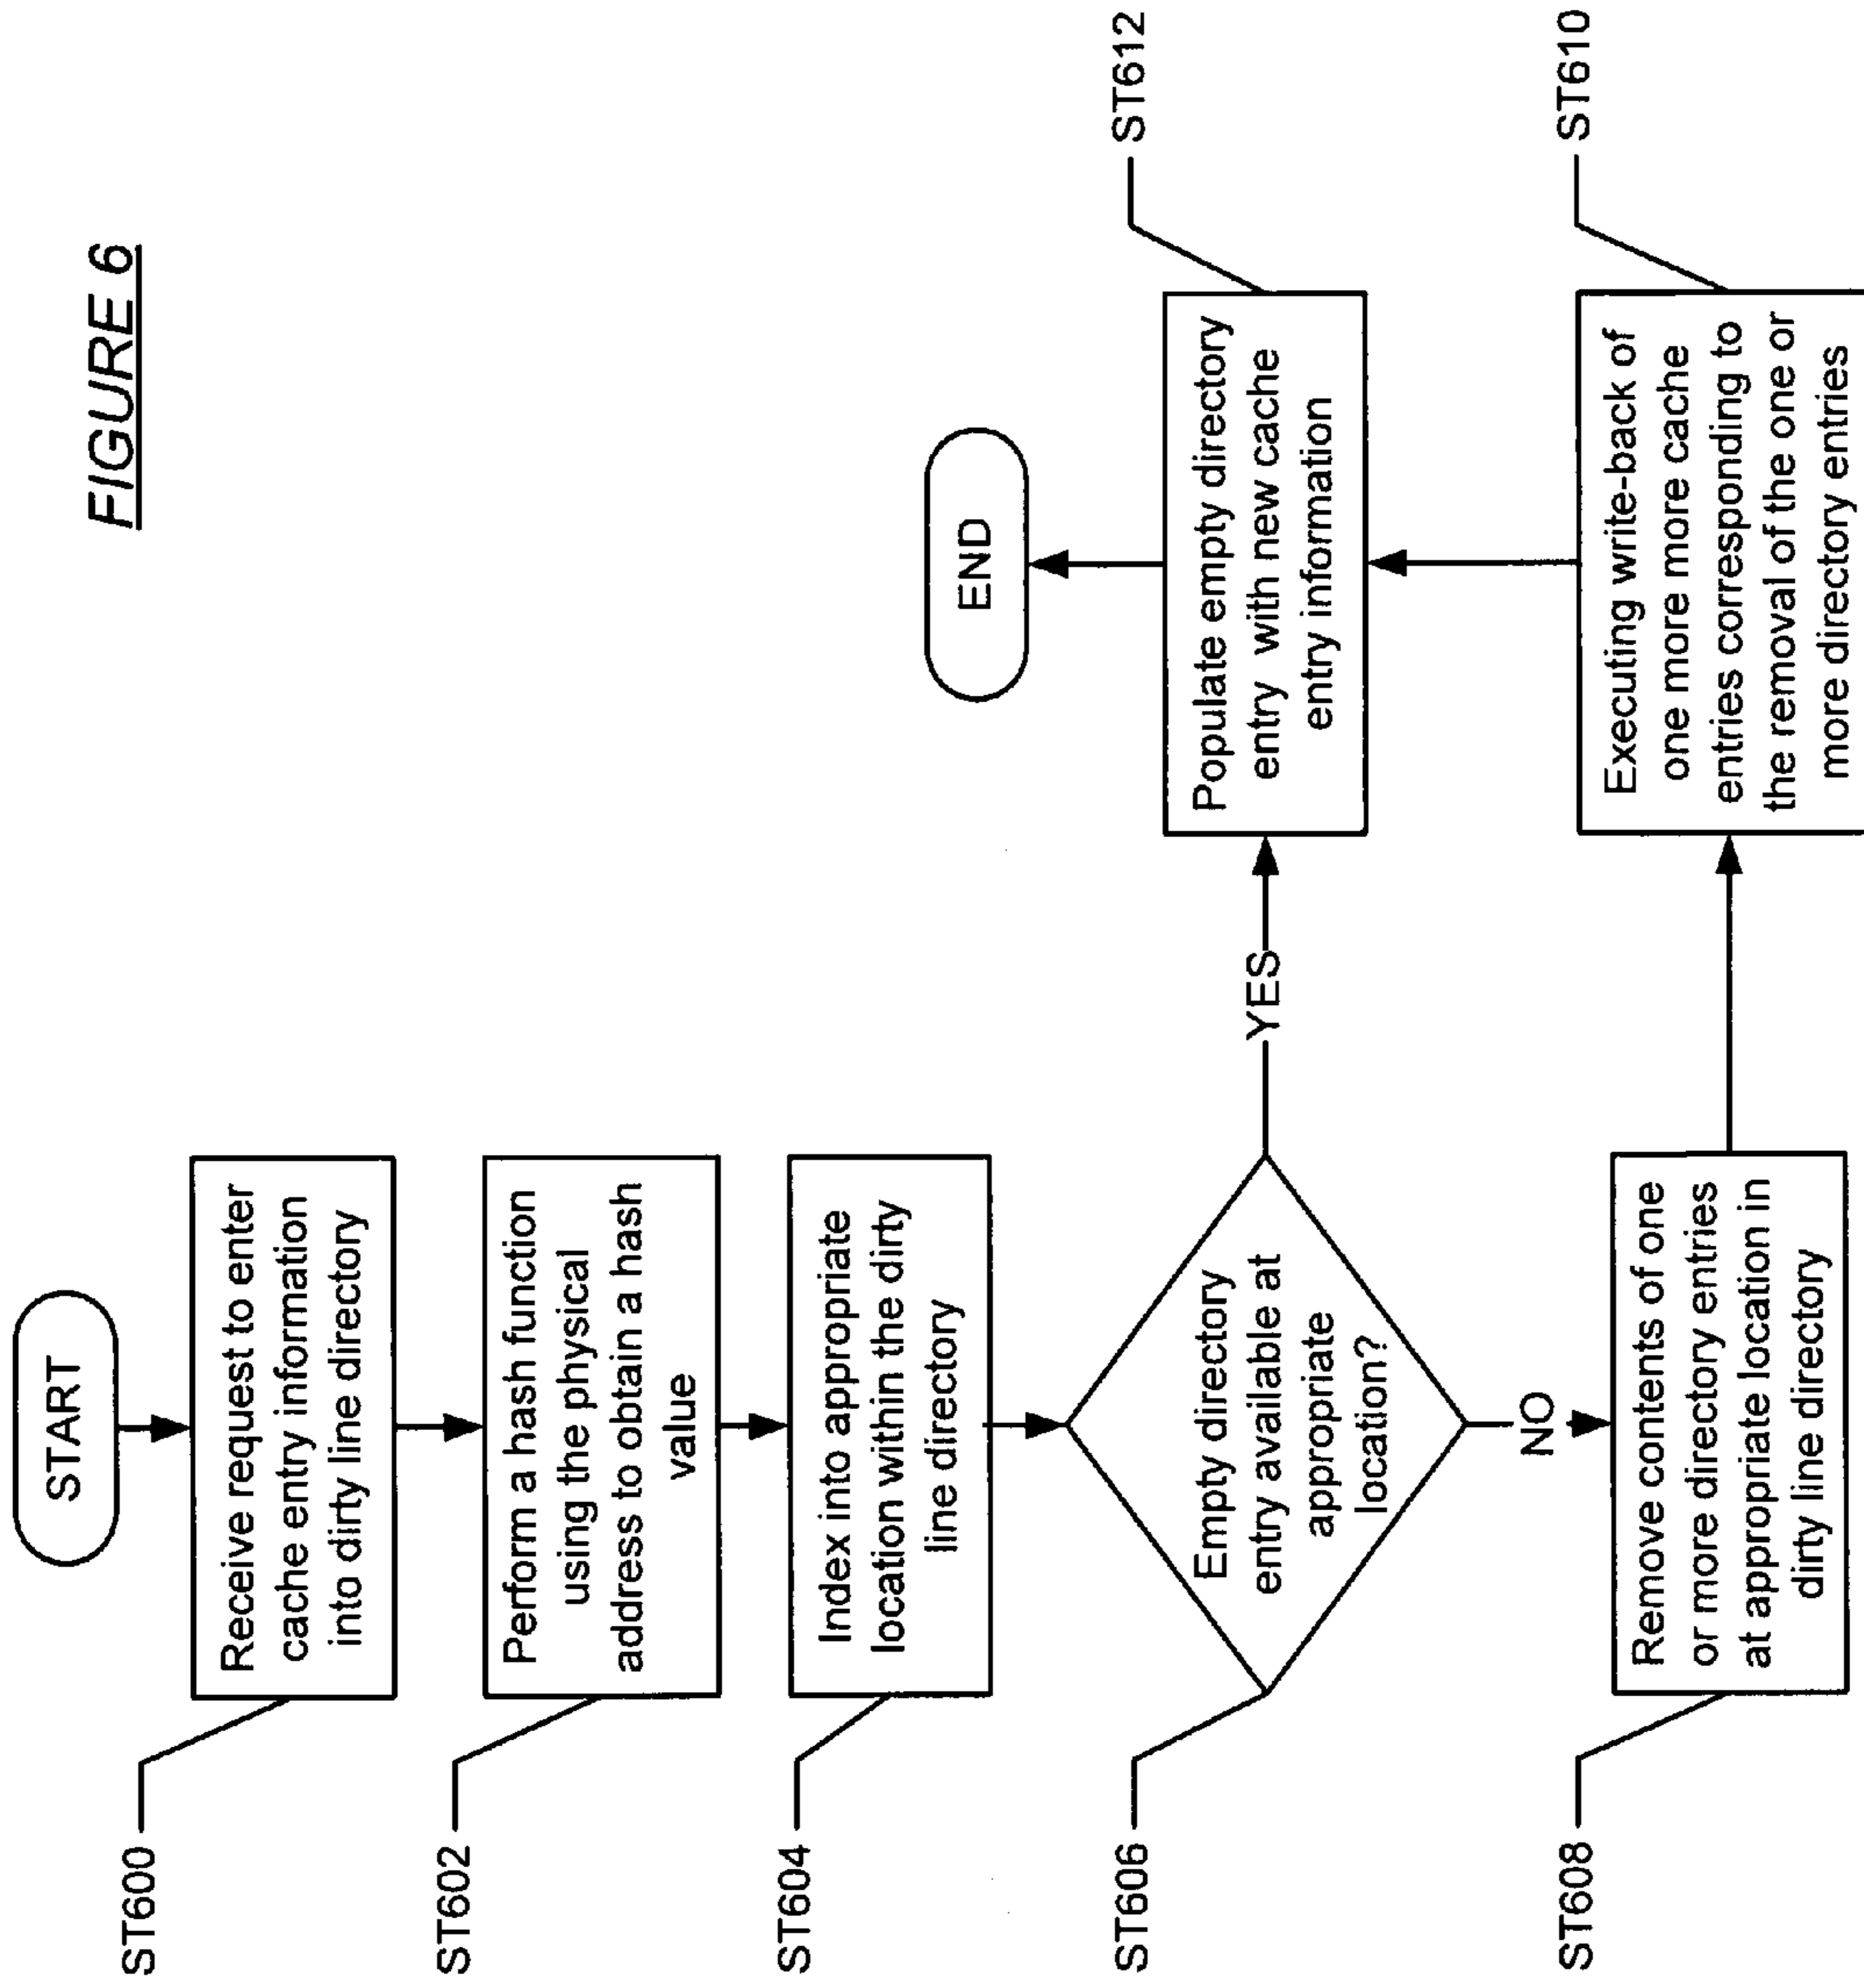 FIGURE 6
START
ST600
Receive request to enter
cache entry information
into dirty line directory
ST602
Perform a hash function
using the physical
address to obtain a hash
value
ST604
Index into appropriate
location within the dirty
line directory
ST606
Empty directory
entry available at
appropriate
location?
YES
NO
ST608
Remove contents of one
or more directory entries
at appropriate location in
dirty line directory
ST610
Executing write-back of
one more more cache
entries corresponding to
the removal of the one or
more directory entries
ST612
Populate empty directory
entry with new cache
entry information
END